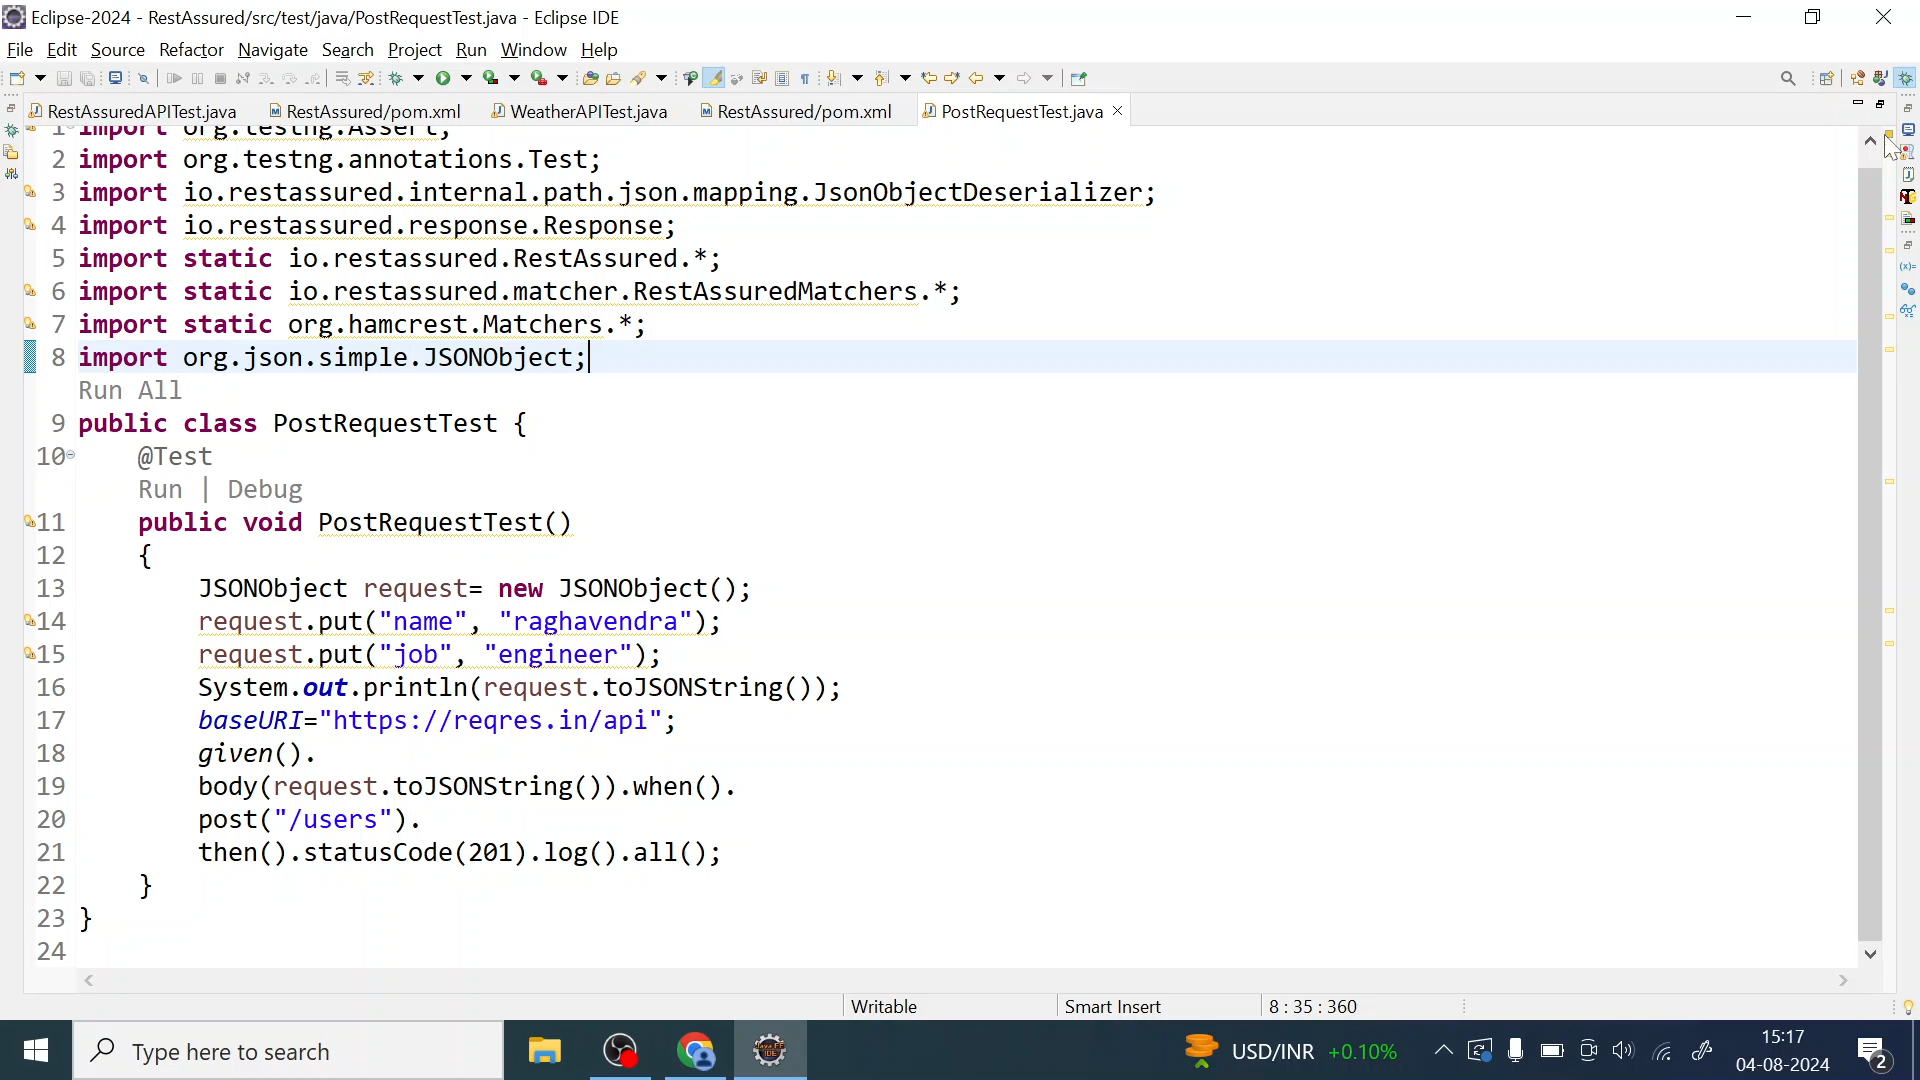 Eclipse-2024 - RestAssured/src/test/java/PostRequestTest.java - Eclipse IDE
File Edit Source Refactor Navigate Search Project Run Window Help
RestAssuredAPITest.java RestAssured/pom.xml WeatherAPITest.java RestAssured/pom.xml PostRequestTest.java
1 import org.testng.Assert;
2 import org.testng.annotations.Test;
3 import io.restassured.internal.path.json.mapping.JsonObjectDeserializer;
4 import io.restassured.response.Response;
5 import static io.restassured.RestAssured.*;
6 import static io.restassured.matcher.RestAssuredMatchers.*;
7 import static org.hamcrest.Matchers.*;
8 import org.json.simple.JSONObject;
Run All
9 public class PostRequestTest {
10 @Test
Run | Debug
11 public void PostRequestTest()
12 {
13 JSONObject request= new JSONObject();
14 request.put("name", "raghavendra");
15 request.put("job", "engineer");
16 System.out.println(request.toJSONString());
17 baseURI="https://reqres.in/api";
18 given().
19 body(request.toJSONString()).when().
20 post("/users").
21 then().statusCode(201).log().all();
22 }
23 }
24
Writable Smart Insert 8 : 35 : 360
Type here to search
USD/INR +0.10%
15:17
04-08-2024
2